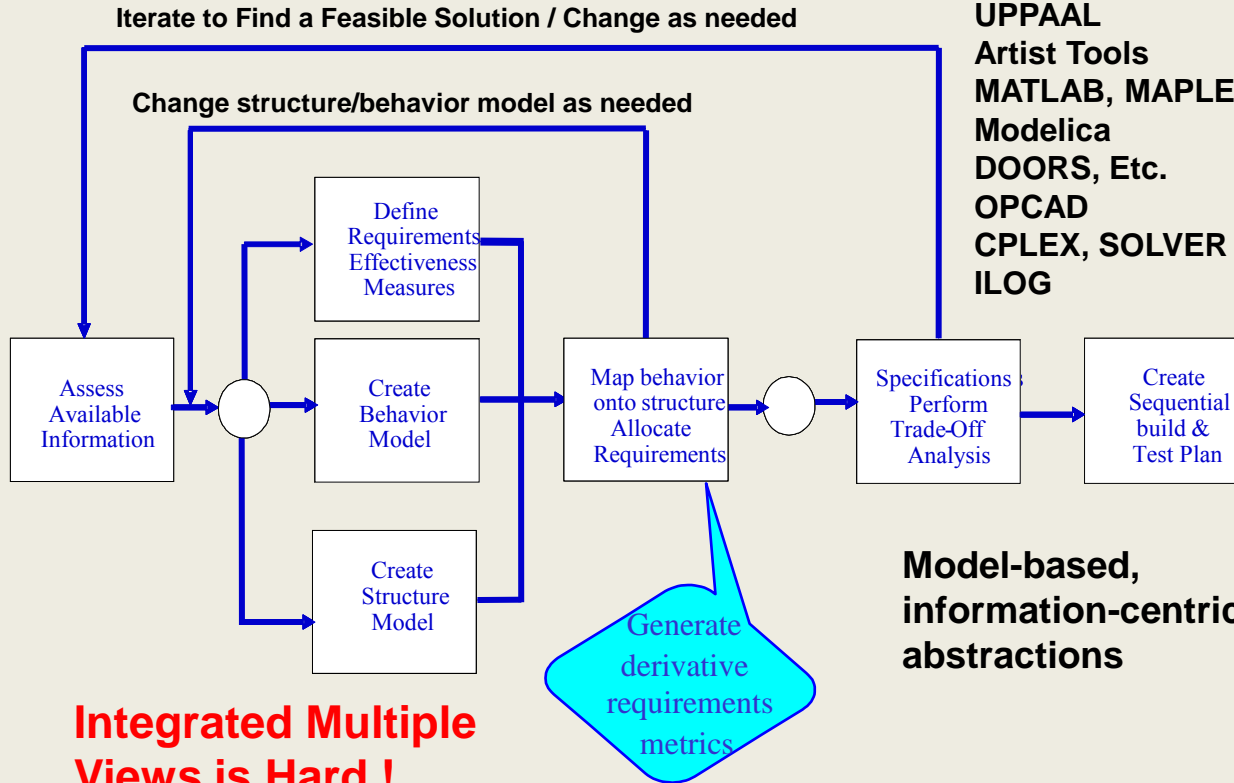 Iterate to Find a Feasible Solution / Change as needed
UPPAAL
Artist Tools
MATLAB, MAPLE
Modelica
DOORS, Etc.
OPCAD
CPLEX, SOLVER
ILOG
Change structure/behavior model as needed
Define
Requirements
Effectiveness
Measures
Assess
Available
Information
Create
Behavior
Model
Create
Structure
Model
Map behavior
onto structure
Allocate
Requirements
Specifications
Perform
Trade-Off
Analysis
Create
Sequential
build &
Test Plan
Generate
derivative
requirements
metrics
Model-based,
information-centric
abstractions
Integrated Multiple
Views is Hard !